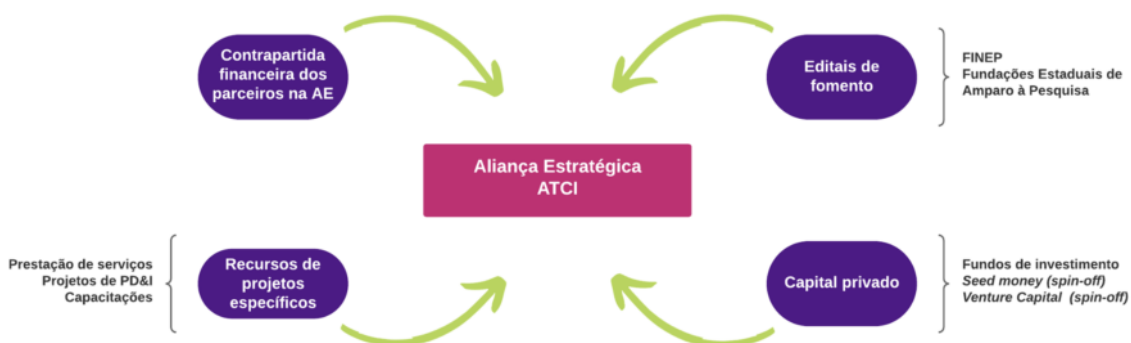 Contrapartida
financeira dos
parceiros na AE
Editais de
fomento
FINEP
Fundações Estaduais de
Amparo à Pesquisa
Aliança Estratégica
ATCI
Prestação de serviços
Projetos de PD&I
Capacitações
Recursos de
projetos
específicos
Capital privado
Fundos de investimento
Seed money (spin-off)
Venture Capital (spin-off)